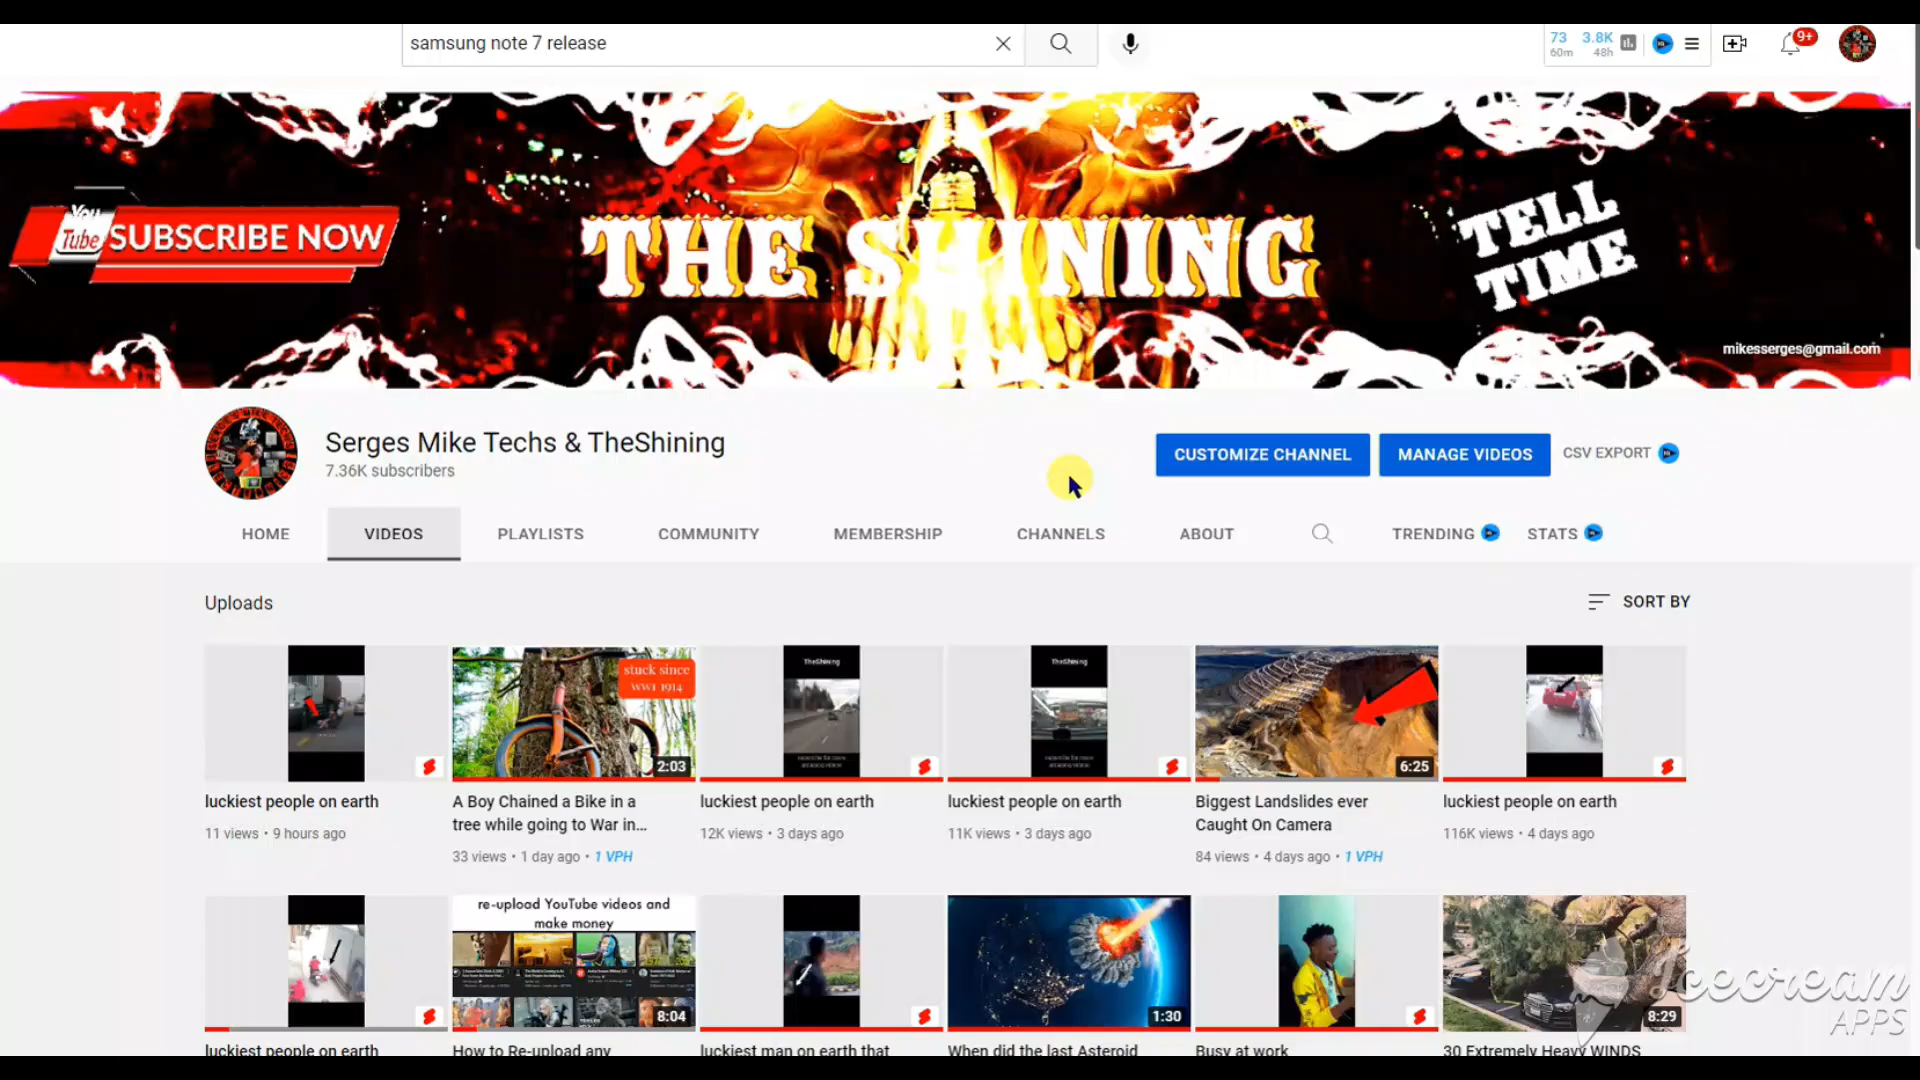 samsung note 7 release
73 3.8K
60m 48h
9+
You
Tube SUBSCRIBE NOW
THE SHINING
TELL
TIME
mikesserges@gmail.com
Serges Mike Techs & TheShining
7.36K subscribers
CUSTOMIZE CHANNEL
MANAGE VIDEOS
CSV EXPORT
HOME VIDEOS PLAYLISTS COMMUNITY MEMBERSHIP CHANNELS ABOUT TRENDING STATS
Uploads
SORT BY
stuck since
WW1 1914
2:03
TheShining
TheShining
6:25
luckiest people on earth
11 views • 9 hours ago
A Boy Chained a Bike in a
tree while going to War in...
33 views • 1 day ago • 1 VPH
luckiest people on earth
12K views • 3 days ago
luckiest people on earth
11K views • 3 days ago
Biggest Landslides ever
Caught On Camera
84 views • 4 days ago • 1 VPH
luckiest people on earth
116K views • 4 days ago
re-upload YouTube videos and
make money
8:04
1:30
8:29
luckiest people on earth
How to Re-upload any
luckiest man on earth that
When did the last Asteroid
Busy at work
30 Extremely Heavy WINDS
Icecream
APPS